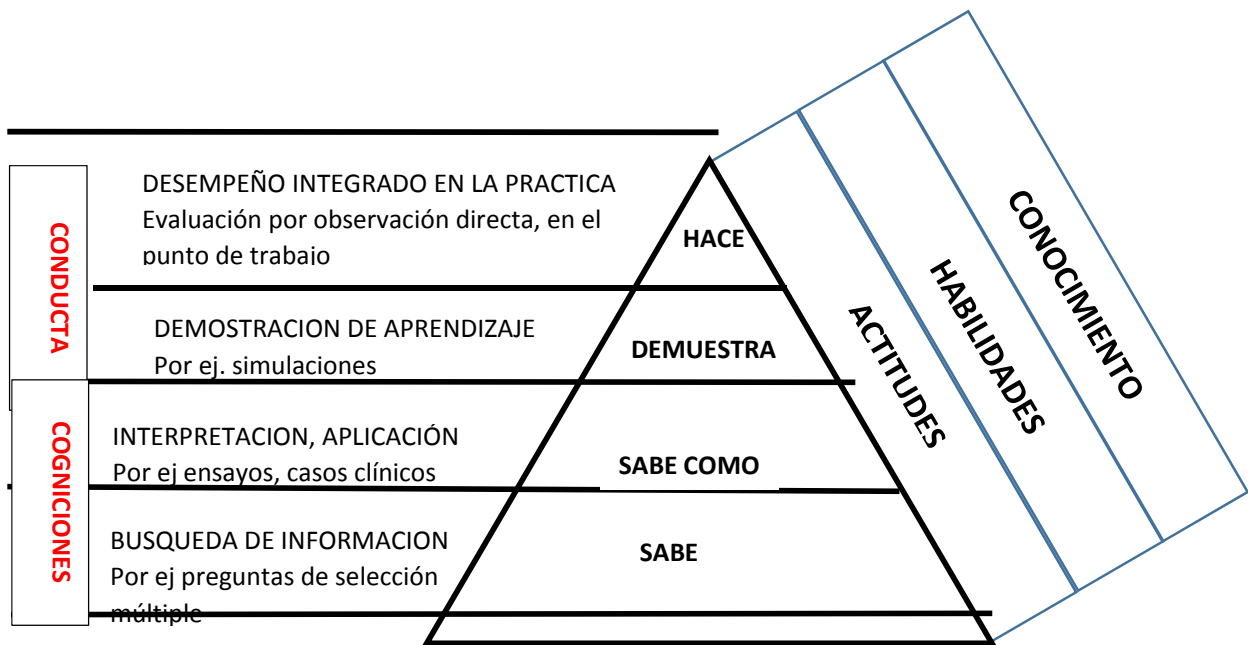 CONDUCTA
DESEMPEÑO INTEGRADO EN LA PRACTICA
Evaluación por observación directa, en el
punto de trabajo
HACE
DEMOSTRACION DE APRENDIZAJE
Por ej. simulaciones
DEMUESTRA
COGNICIONES
INTERPRETACION, APLICACIÓN
Por ej ensayos, casos clínicos
SABE COMO
BUSQUEDA DE INFORMACION
Por ej preguntas de selección
múltiple
SABE
ACTITUDES
HABILIDADES
CONOCIMIENTO